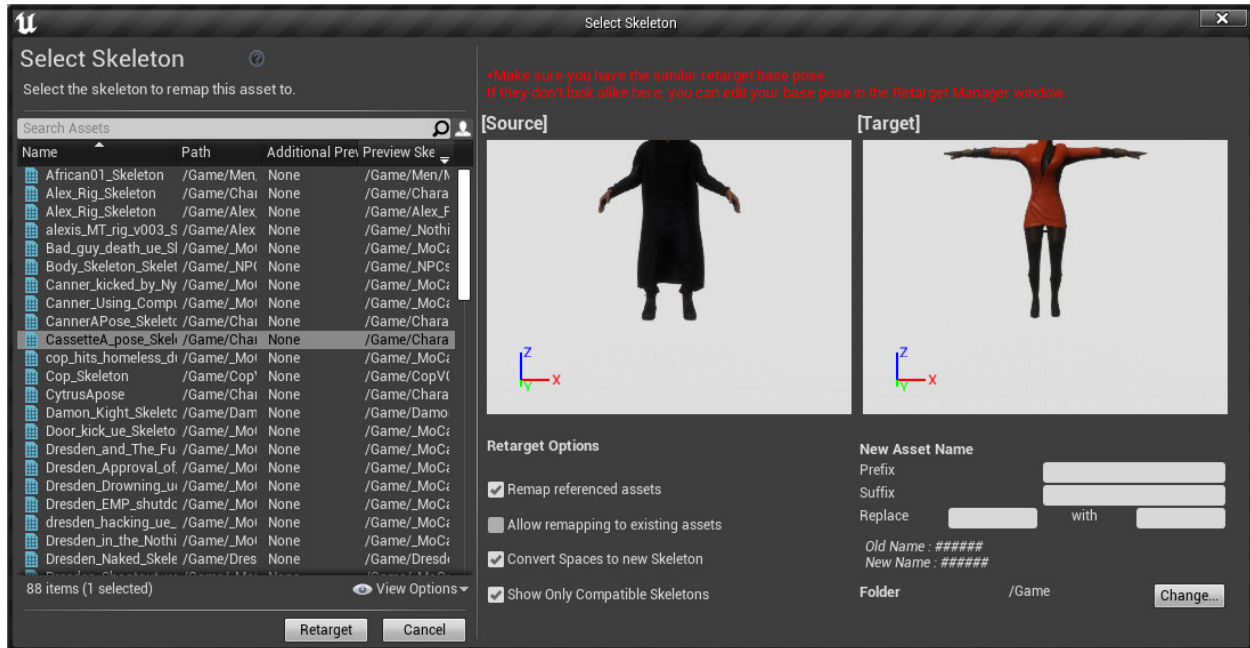 Select Skeleton
Select Skeleton
Select the skeleton to remap this asset to.
Search Assets
Name Path Additional Prev Preview Ske
African01_Skeleton /Game/Men, None /Game/Men/M
Alex_Rig_Skeleton /Game/Chai None /Game/Chara
Alex_Rig_Skeleton /Game/Alex_ None /Game/Alex_F
alexis_MT_rig_v003_S /Game/Alex None /Game/_Nothi
Bad_guy_death_ue_Sl /Game/_Mo None /Game/_MoCa
Body_Skeleton_Skelet /Game/_NP( None /Game/_NPCs
Canner_kicked_by_Ny /Game/_Mo None /Game/_MoCa
Canner_Using_Compu /Game/_Mo None /Game/_MoCa
CannerAPose_Skeletc /Game/Chai None /Game/Chara
CassetteA_pose_Skel /Game/Chai None /Game/Chara
cop_hits_homeless_d /Game/_Mo None /Game/_MoCa
Cop_Skeleton /Game/Cop' None /Game/CopV(
CytrusApose /Game/Chai None /Game/Chara
Damon_Kight_Skeletc /Game/Dam None /Game/Damo
Door_kick_ue_Skeleto /Game/_Mo None /Game/_MoCa
Dresden_and_The_Fu /Game/_Mo None /Game/_MoCa
Dresden_Approval_of_ /Game/_Mo None /Game/_MoCa
Dresden_Drowning_u /Game/_Mo None /Game/_MoCa
Dresden_EMP_shutdc /Game/_Mo None /Game/_MoCa
dresden_hacking_ue_ /Game/_Mo None /Game/_MoCa
Dresden_in_the_Nothi /Game/_Mo None /Game/_MoCa
Dresden_Naked_Skele /Game/Dres None /Game/Dresd
88 items (1 selected) View Options
Retarget Cancel
*Make sure you have the similar retarget base pose.
If they don't look alike here, you can edit your base pose in the Retarget Manager window.
[Source] [Target]
Z
X
Y
Z
X
Y
Retarget Options
Remap referenced assets
Allow remapping to existing assets
Convert Spaces to new Skeleton
Show Only Compatible Skeletons
New Asset Name
Prefix
Suffix
Replace with
Old Name : ######
New Name : ######
Folder /Game Change...